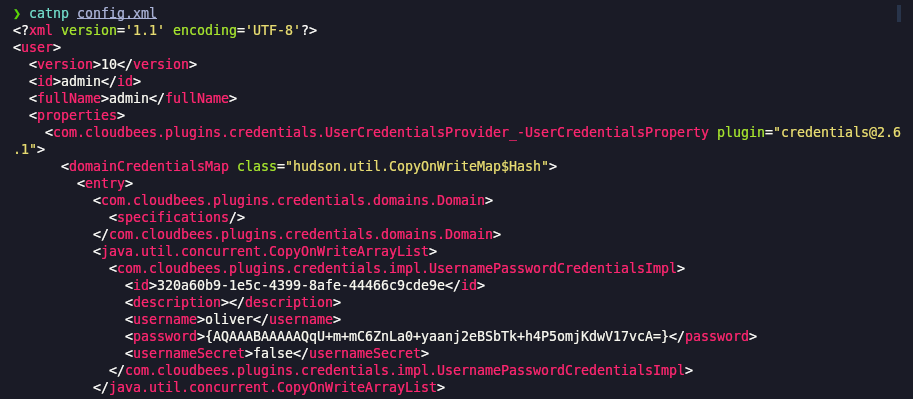 ❯ catnp config.xml
<?xml version='1.1' encoding='UTF-8'?>
<user>
  <version>10</version>
  <id>admin</id>
  <fullName>admin</fullName>
  <properties>
    <com.cloudbees.plugins.credentials.UserCredentialsProvider_-UserCredentialsProperty plugin="credentials@2.6
.1">
      <domainCredentialsMap class="hudson.util.CopyOnWriteMap$Hash">
        <entry>
          <com.cloudbees.plugins.credentials.domains.Domain>
            <specifications/>
          </com.cloudbees.plugins.credentials.domains.Domain>
          <java.util.concurrent.CopyOnWriteArrayList>
            <com.cloudbees.plugins.credentials.impl.UsernamePasswordCredentialsImpl>
              <id>320a60b9-1e5c-4399-8afe-44466c9cde9e</id>
              <description></description>
              <username>oliver</username>
              <password>{AQAAABAAAAAQqU+m+mC6ZnLa0+yaanj2eBSbTk+h4P5omjKdwV17vcA=}</password>
              <usernameSecret>false</usernameSecret>
            </com.cloudbees.plugins.credentials.impl.UsernamePasswordCredentialsImpl>
          </java.util.concurrent.CopyOnWriteArrayList>